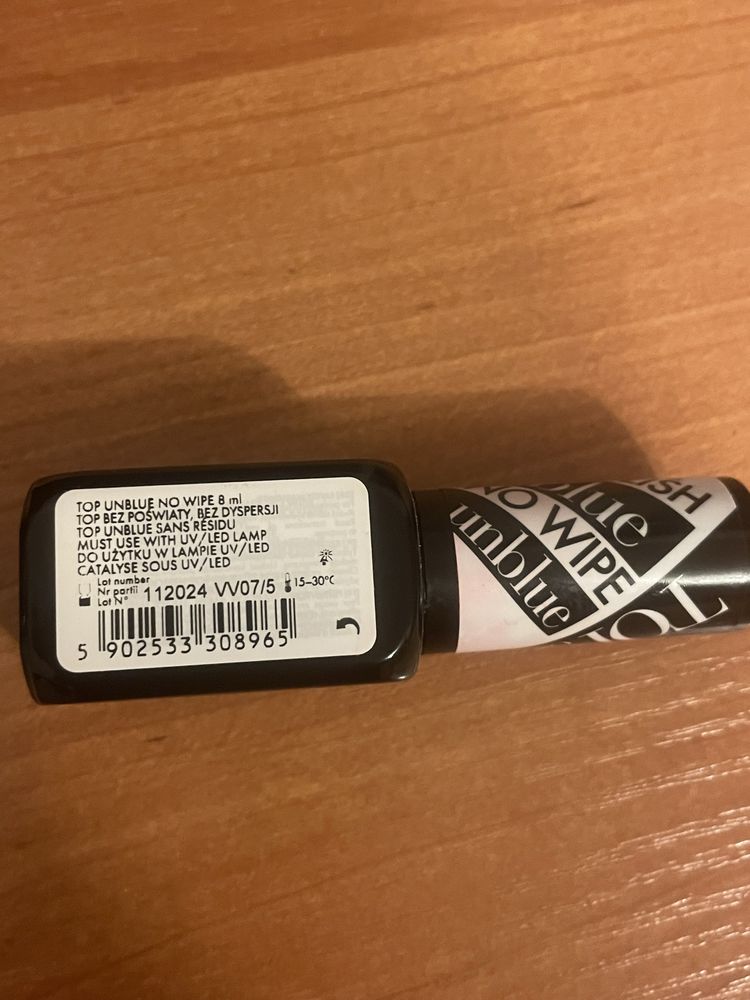 TOP UNBLUE NO WIPE 8 ml
TOP BEZ POŚWIATY, BEZ DYSPERSJI
TOP UNBLUE SANS RÉSIDU
MUST USE WITH UV/LED LAMP
DO UŻYTKU W LAMPIE UV/LED
CATALYSE SOUS UV/LED
Lot number
Nr partii
Lot N°
112024 VV07/5
15–30°C
5 902533 308965
NO WIPE
unblue